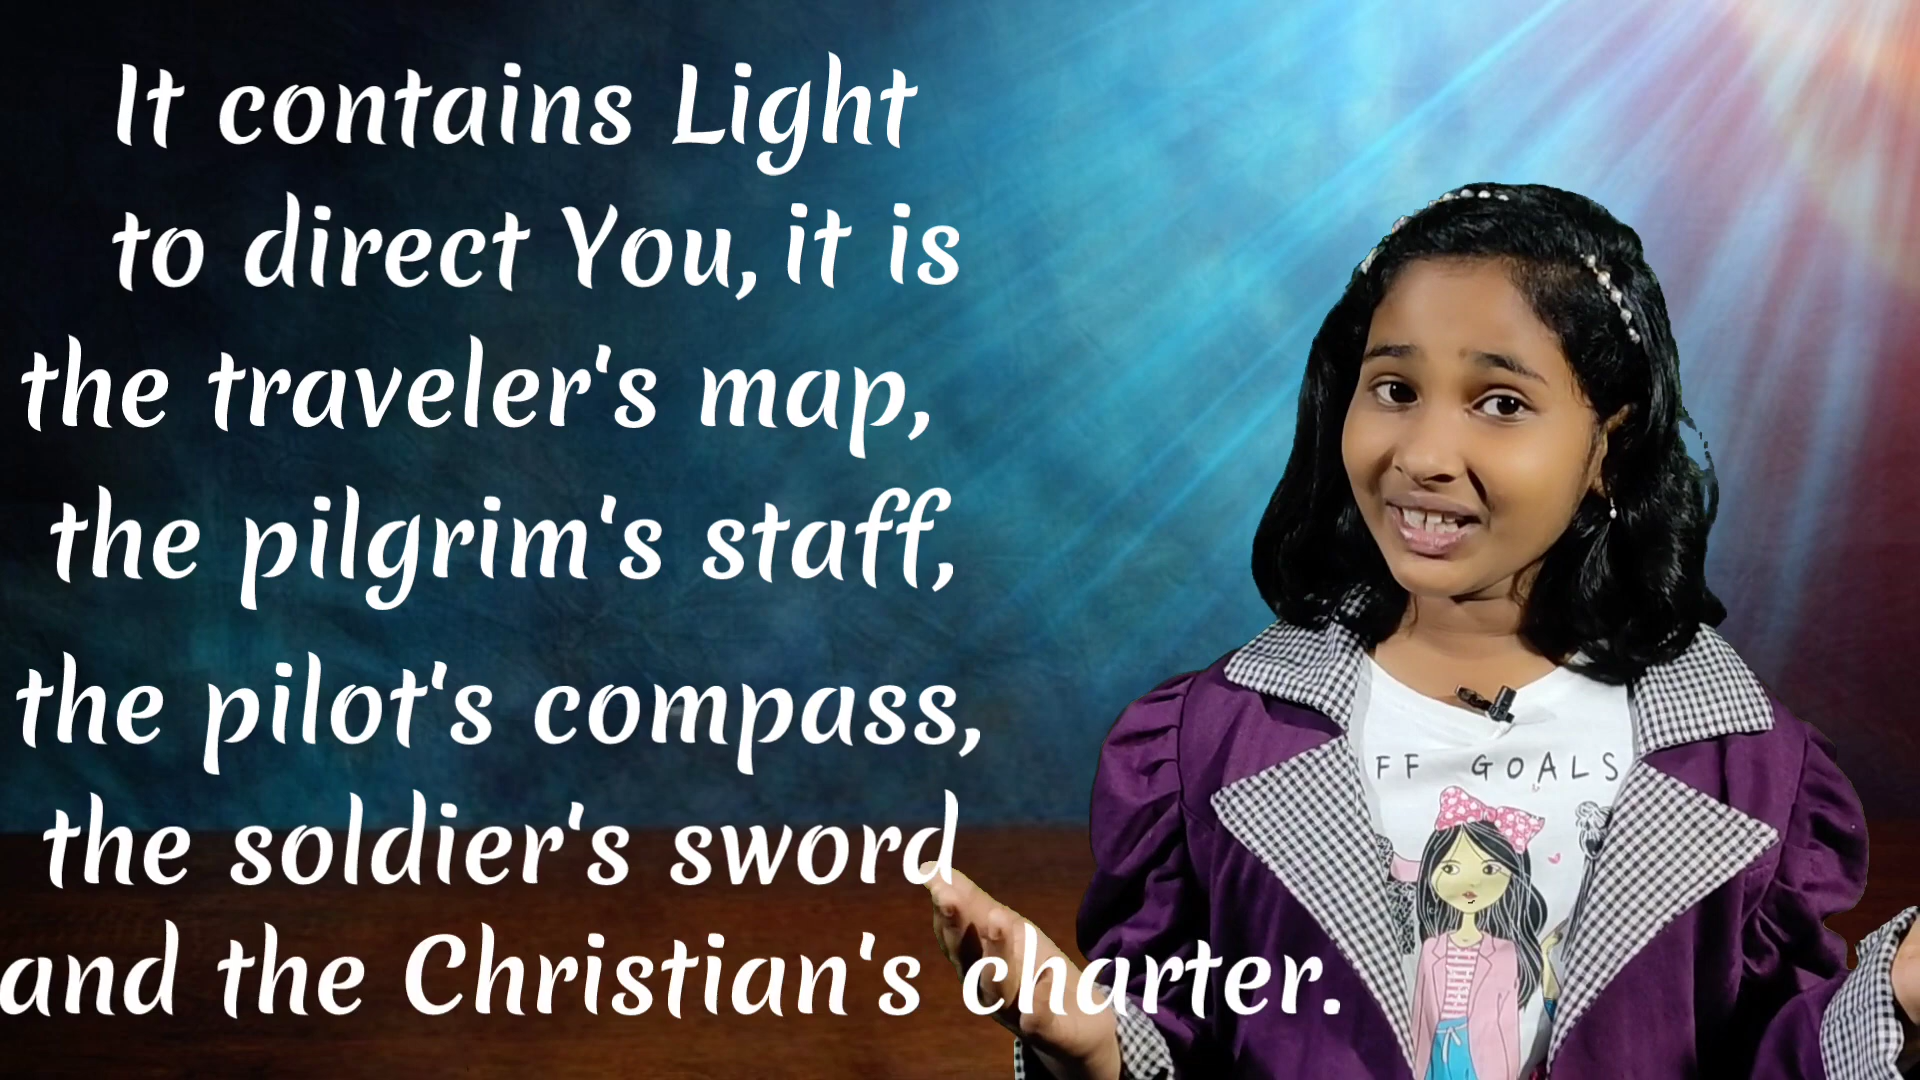 It contains Light
to direct You, it is
the traveler's map,
the pilgrim's staff,
the pilot's compass,
the soldier's sword
and the Christian's charter.
FF GOALS